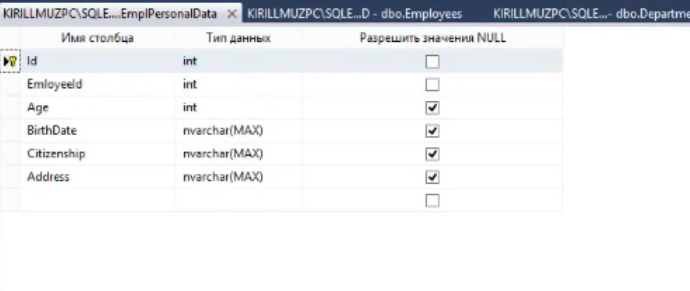 KIRILLMUZPC\SQLE....EmplPersonalData × KIRILLMUZPC\SQLE...D - dbo.Employees KIRILLMUZPC\SQLE...- dbo.Departme
Имя столбца Тип данных Разрешить значения NULL
Id int
EmloyeeId int
Age int
BirthDate nvarchar(MAX)
Citizenship nvarchar(MAX)
Address nvarchar(MAX)